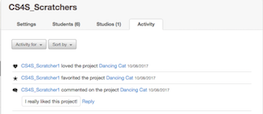 CS4S_Scratchers
Settings Students (6) Studios (1) Activity
Activity for Sort by
CS4S_Scratcher1 loved the project Dancing Cat 10/08/2017
CS4S_Scratcher1 favorited the project Dancing Cat 10/08/2017
CS4S_Scratcher1 commented on the project Dancing Cat 10/08/2017
I really liked this project! Reply